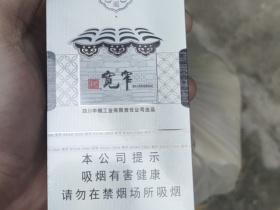 宽窄
四川中烟工业有限责任公司出品
本公司提示
吸烟有害健康
请勿在禁烟场所吸烟